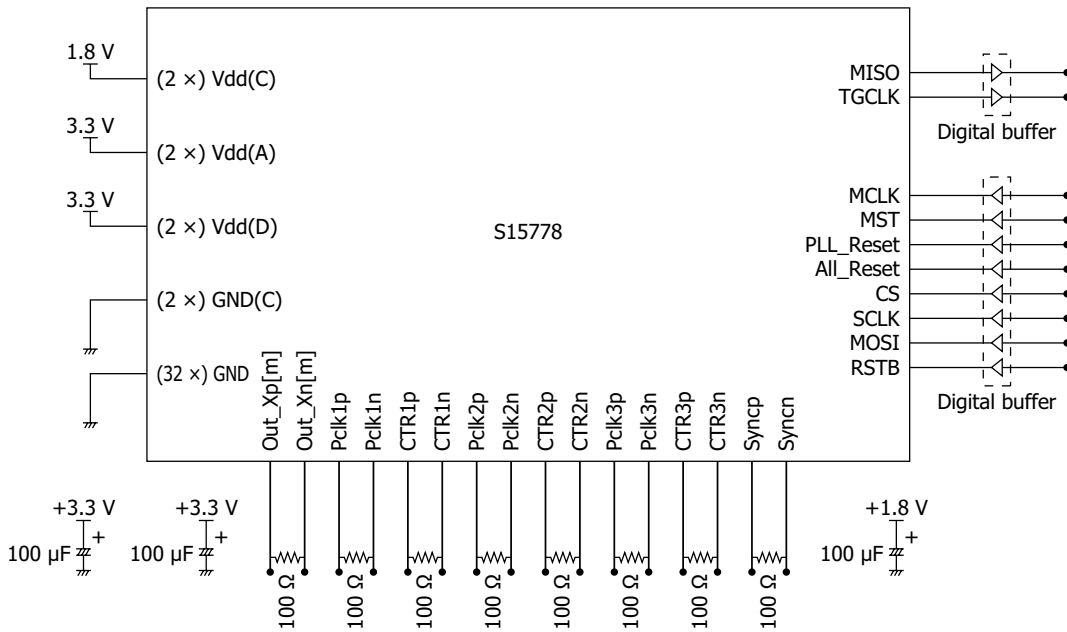 1.8 V
(2 ×) Vdd(C)
3.3 V
(2 ×) Vdd(A)
3.3 V
(2 ×) Vdd(D)
(2 ×) GND(C)
(32 ×) GND
S15778
MISO
TGCLK
Digital buffer
MCLK
MST
PLL_Reset
All_Reset
CS
SCLK
MOSI
RSTB
Digital buffer
Out_Xp[m]
Out_Xn[m]
Pclk1p
Pclk1n
CTR1p
CTR1n
Pclk2p
Pclk2n
CTR2p
CTR2n
Pclk3p
Pclk3n
CTR3p
CTR3n
Syncp
Syncn
+3.3 V
+
100 µF
+3.3 V
+
100 µF
100 Ω
100 Ω
100 Ω
100 Ω
100 Ω
100 Ω
100 Ω
100 Ω
+1.8 V
+
100 µF